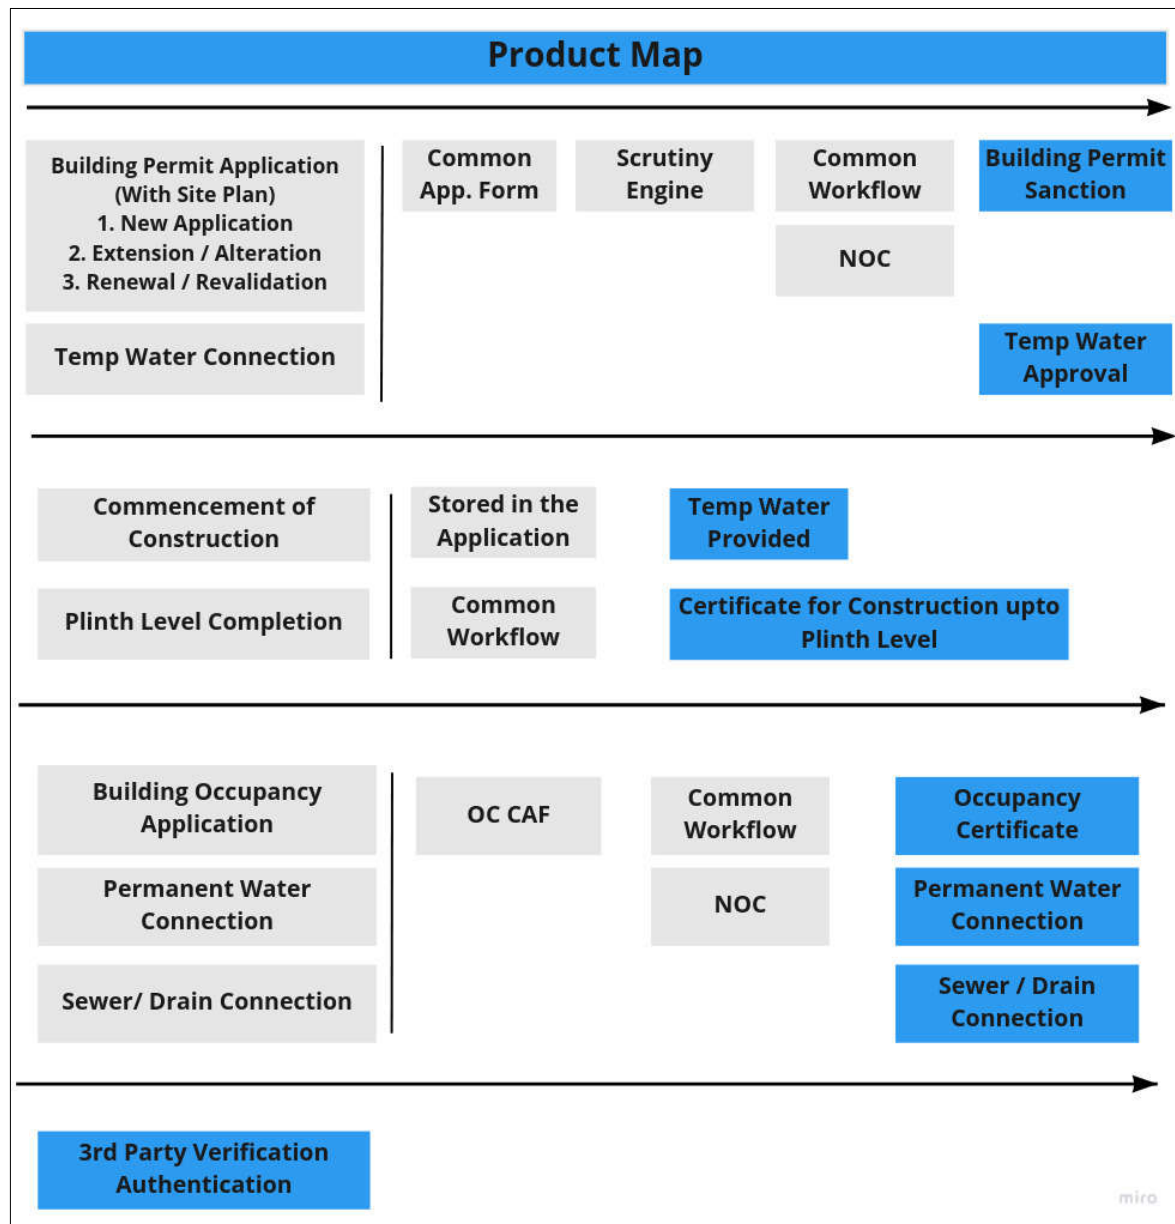 Product Map
Building Permit Application
(With Site Plan)
1. New Application
2. Extension / Alteration
3. Renewal / Revalidation
Common
App. Form
Scrutiny
Engine
Common
Workflow
Building Permit
Sanction
NOC
Temp Water Connection
Temp Water
Approval
Commencement of
Construction
Stored in the
Application
Temp Water
Provided
Plinth Level Completion
Common
Workflow
Certificate for Construction upto
Plinth Level
Building Occupancy
Application
OC CAF
Common
Workflow
Occupancy
Certificate
Permanent Water
Connection
NOC
Permanent Water
Connection
Sewer/ Drain Connection
Sewer / Drain
Connection
3rd Party Verification
Authentication
miro